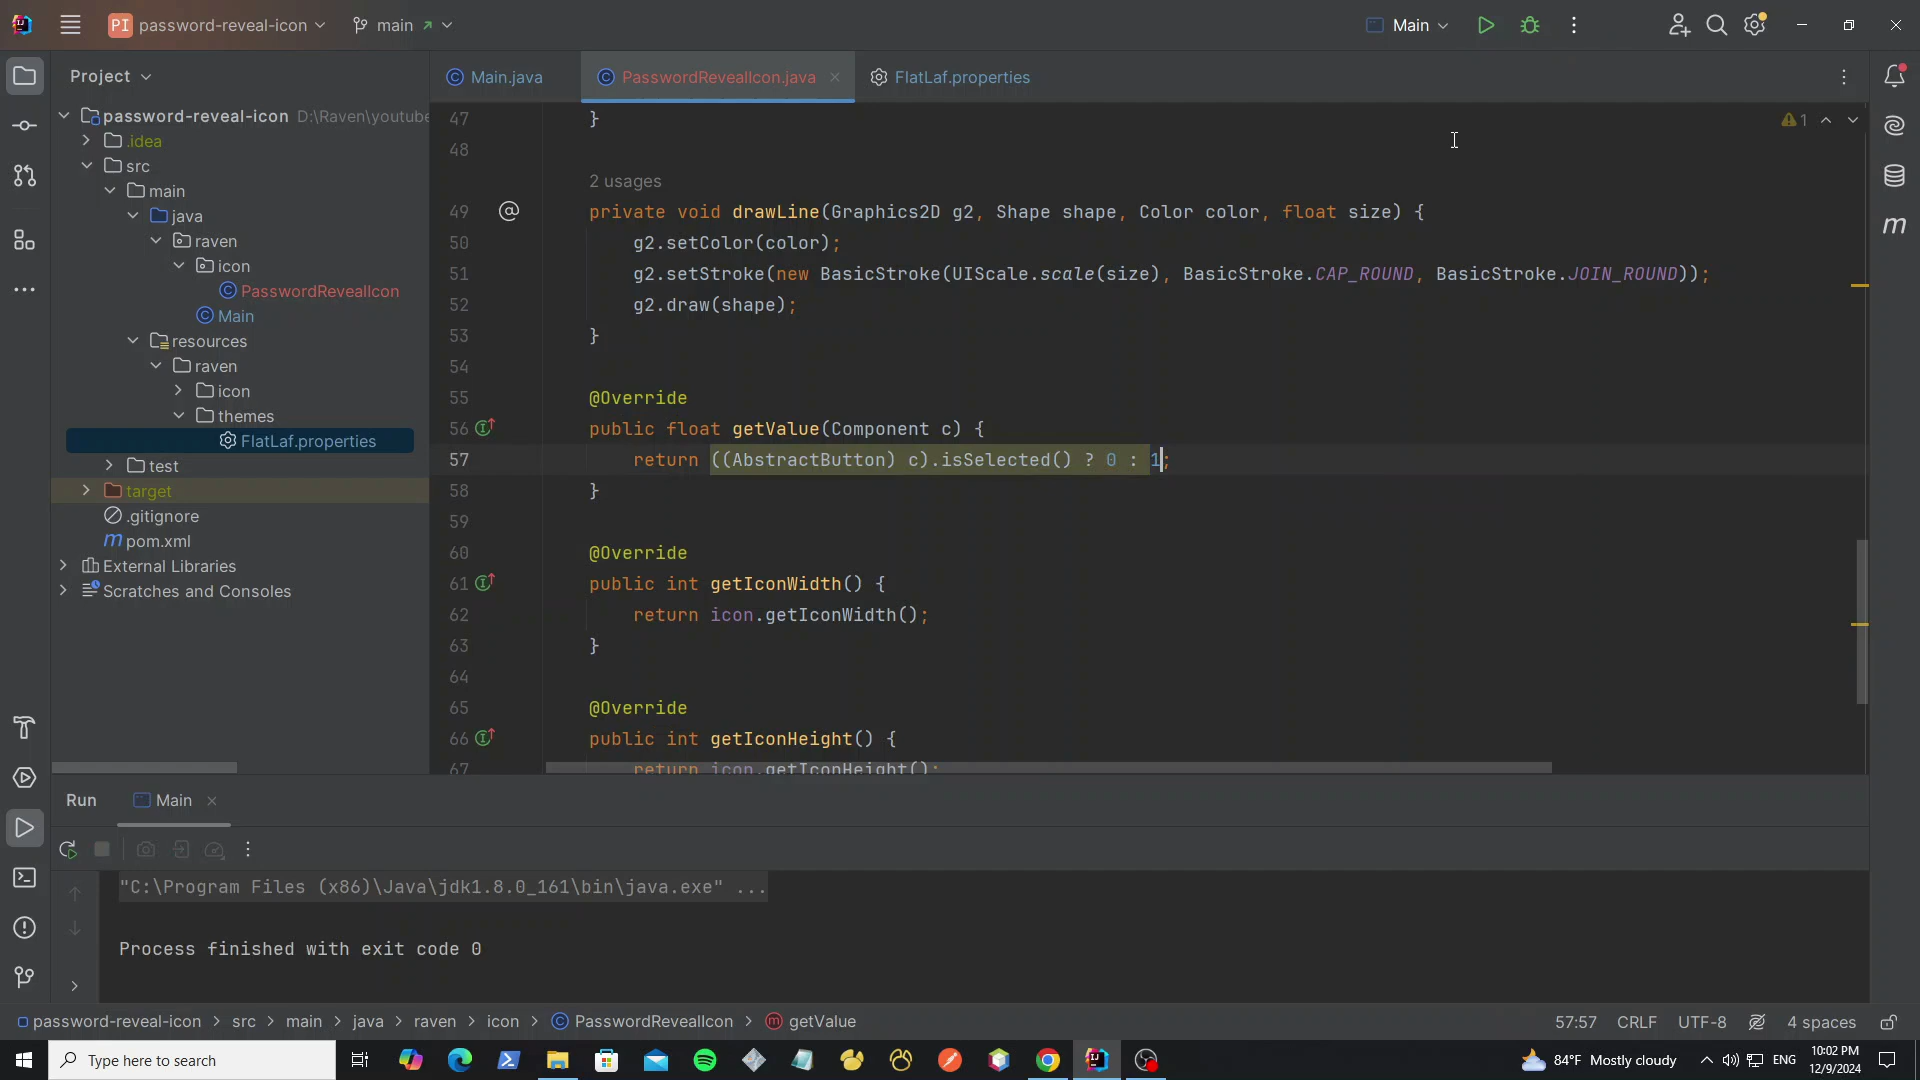 PI password-reveal-icon main
Main
Project
Main.java PasswordRevealIcon.java FlatLaf.properties
password-reveal-icon D:\Raven\youtube
.idea
src
main
java
raven
icon
PasswordRevealIcon
Main
resources
raven
icon
themes
FlatLaf.properties
test
target
.gitignore
m pom.xml
External Libraries
Scratches and Consoles
1
47 }
48
2 usages
49 @ private void drawLine(Graphics2D g2, Shape shape, Color color, float size) {
50 g2.setColor(color);
51 g2.setStroke(new BasicStroke(UIScale.scale(size), BasicStroke.CAP_ROUND, BasicStroke.JOIN_ROUND));
52 g2.draw(shape);
53 }
54
55 @Override
56 public float getValue(Component c) {
57 return ((AbstractButton) c).isSelected() ? 0 : 1;
58 }
59
60 @Override
61 public int getIconWidth() {
62 return icon.getIconWidth();
63 }
64
65 @Override
66 public int getIconHeight() {
67 return icon.getIconHeight();
m
Run Main
"C:\Program Files (x86)\Java\jdk1.8.0_161\bin\java.exe" ...
Process finished with exit code 0
password-reveal-icon > src > main > java > raven > icon > PasswordRevealIcon > getValue 57:57 CRLF UTF-8 4 spaces
Type here to search 84°F Mostly cloudy ENG 10:02 PM
12/9/2024